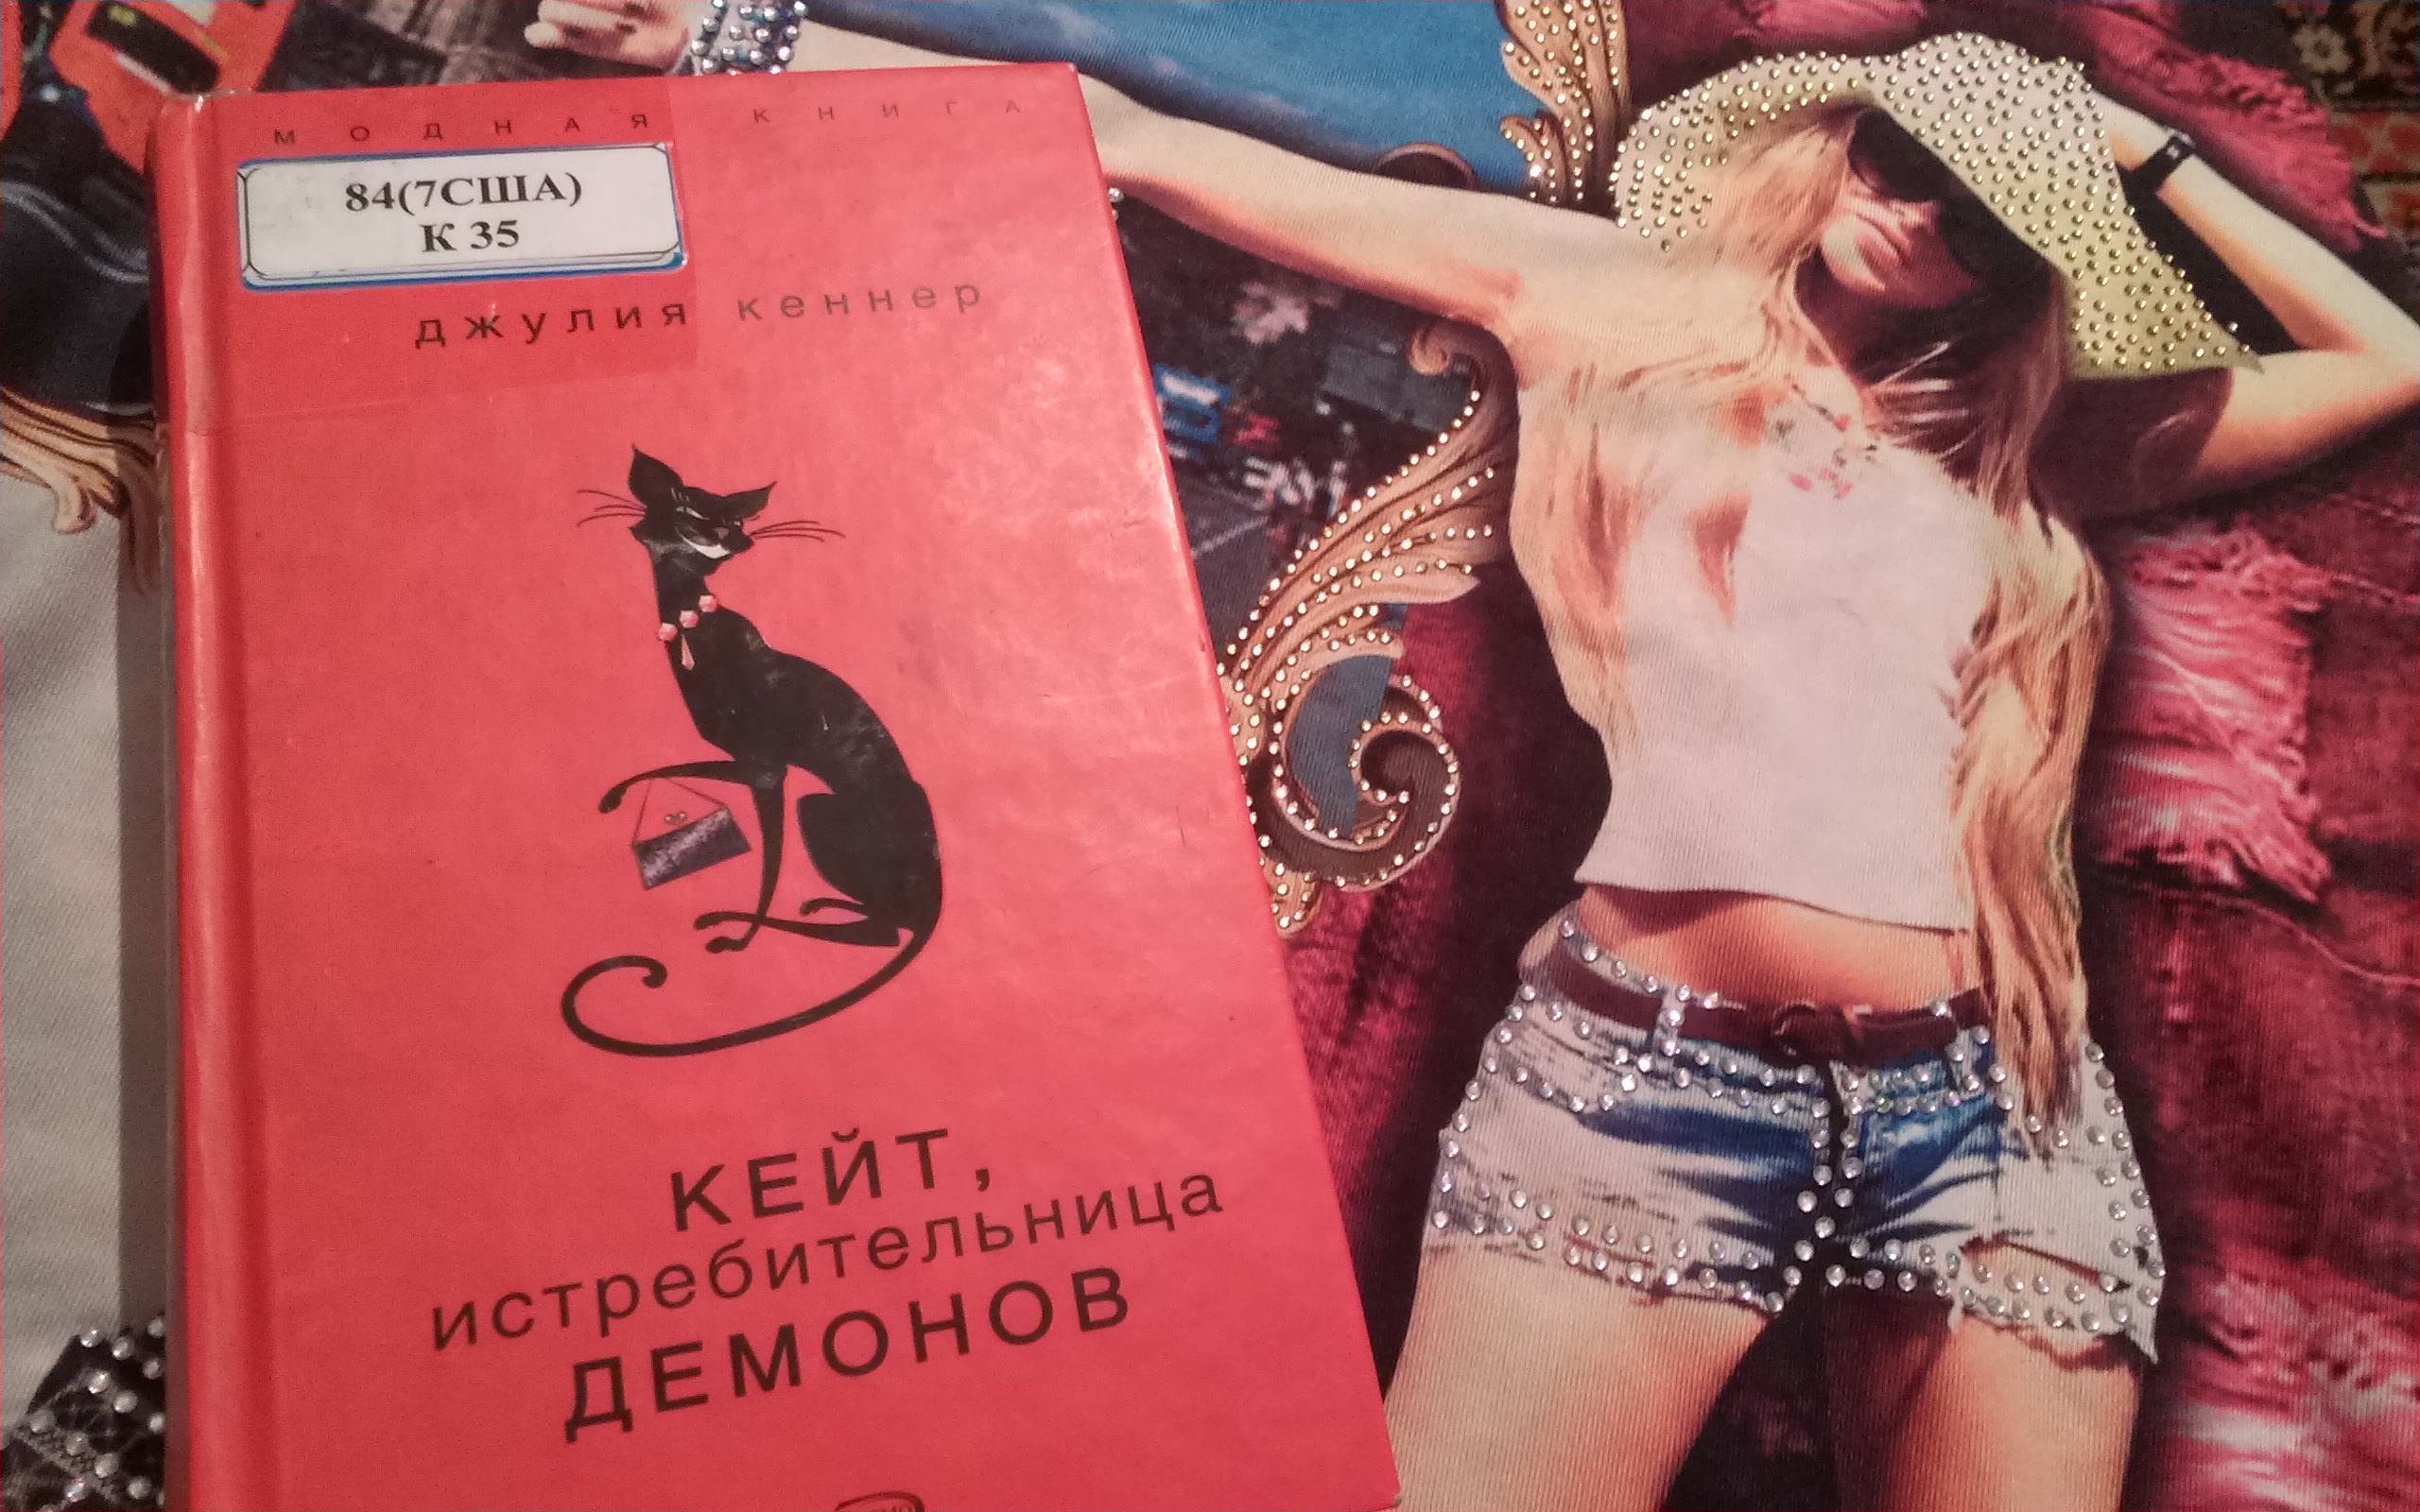 МОДНАЯ КНИГА
84(7США)
К 35
джулия кеннер
КЕЙТ,
истребительница
ДЕМОНОВ